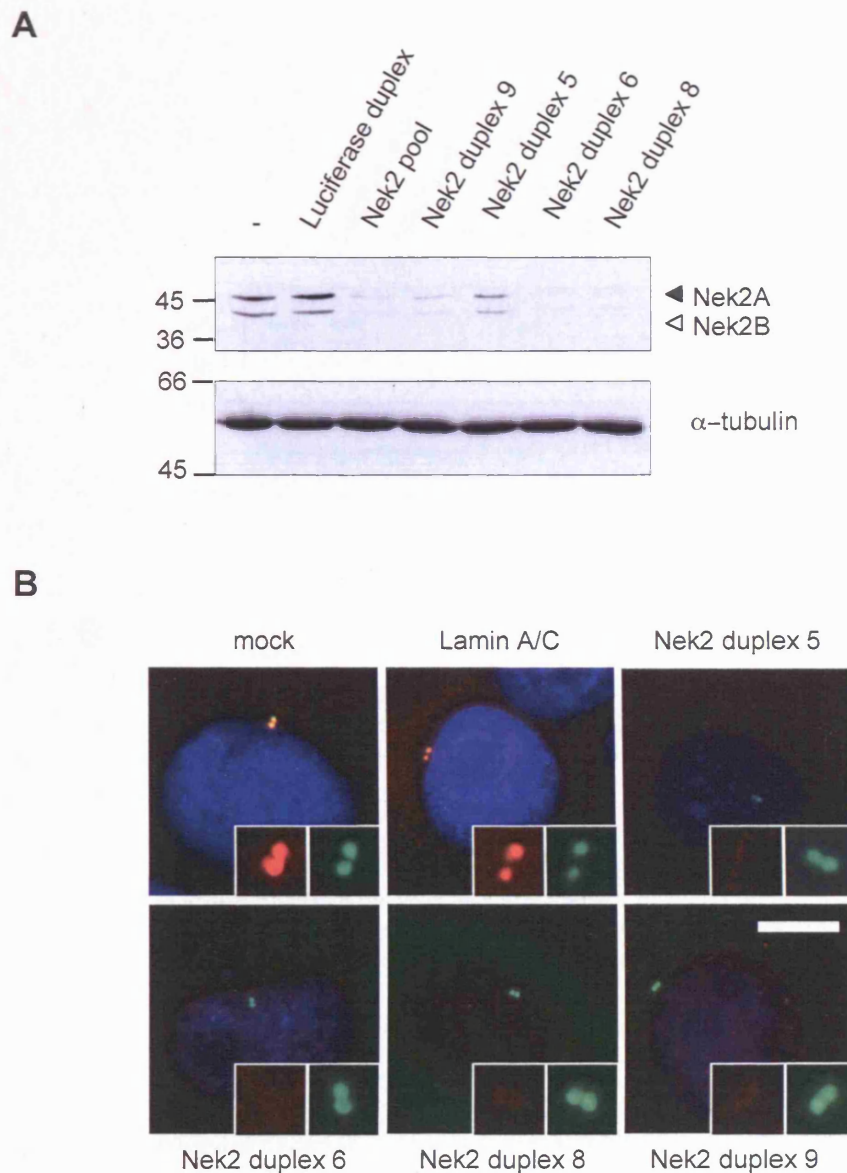 A
-
Luciferase duplex
Nek2 pool
Nek2 duplex 9
Nek2 duplex 5
Nek2 duplex 6
Nek2 duplex 8
45
36
Nek2A
Nek2B
66
45
α-tubulin
B
mock
Lamin A/C
Nek2 duplex 5
Nek2 duplex 6
Nek2 duplex 8
Nek2 duplex 9